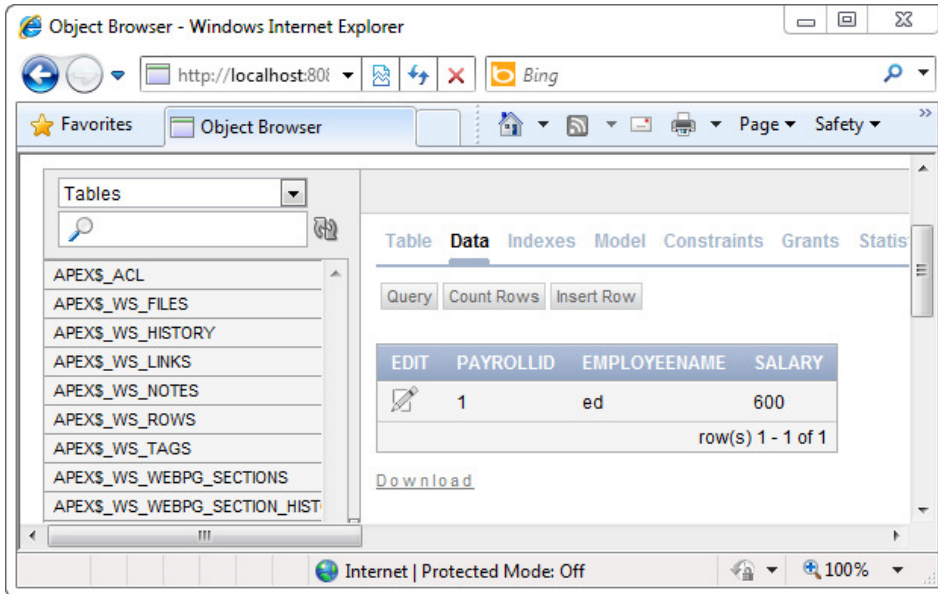 Object Browser - Windows Internet Explorer
http://localhost:808
Bing
Favorites
Object Browser
Page
Safety
Tables
Table Data Indexes Model Constraints Grants Statis
APEX$_ACL
APEX$_WS_FILES
APEX$_WS_HISTORY
APEX$_WS_LINKS
APEX$_WS_NOTES
APEX$_WS_ROWS
APEX$_WS_TAGS
APEX$_WS_WEBPG_SECTIONS
APEX$_WS_WEBPG_SECTION_HIST
Query Count Rows Insert Row
EDIT PAYROLLID EMPLOYEENAME SALARY
1 ed 600
row(s) 1 - 1 of 1
Download
Internet | Protected Mode: Off
100%